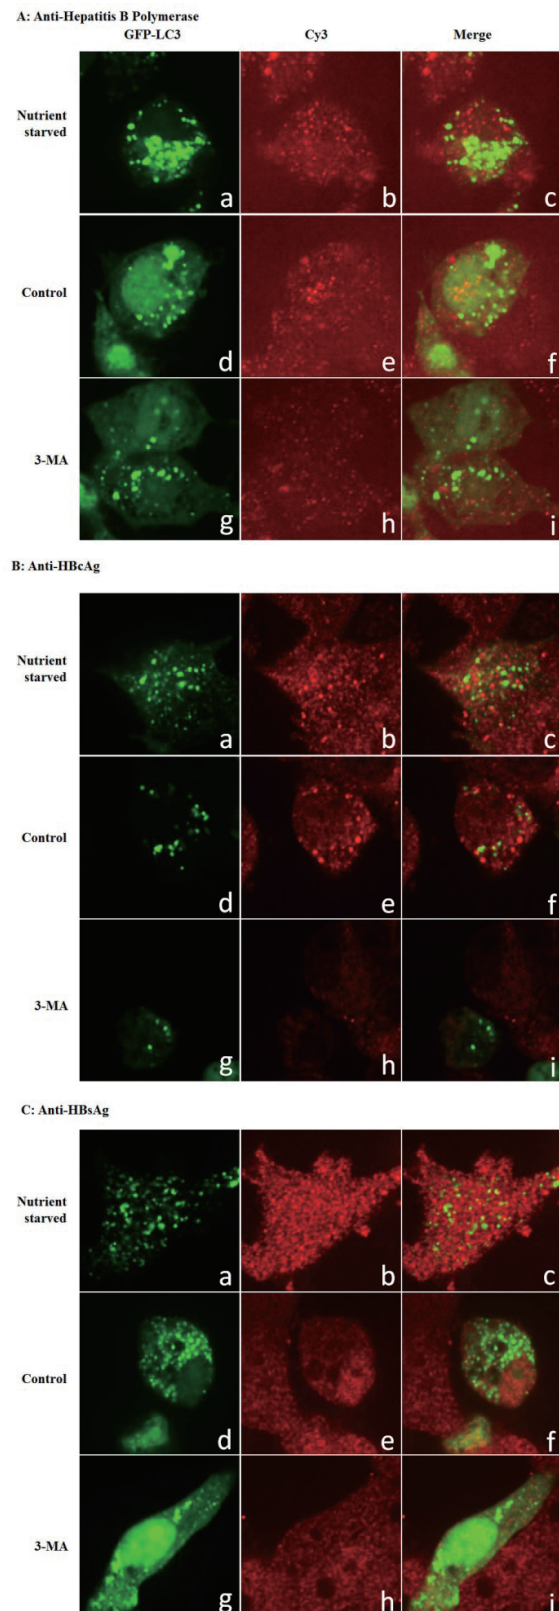 A: Anti-Hepatitis B Polymerase
GFP-LC3 Cy3 Merge
Nutrient
starved
a b c
Control
d e f
3-MA
g h i
B: Anti-HBcAg
Nutrient
starved
a b c
Control
d e f
3-MA
g h i
C: Anti-HBsAg
Nutrient
starved
a b c
Control
d e f
3-MA
g h i